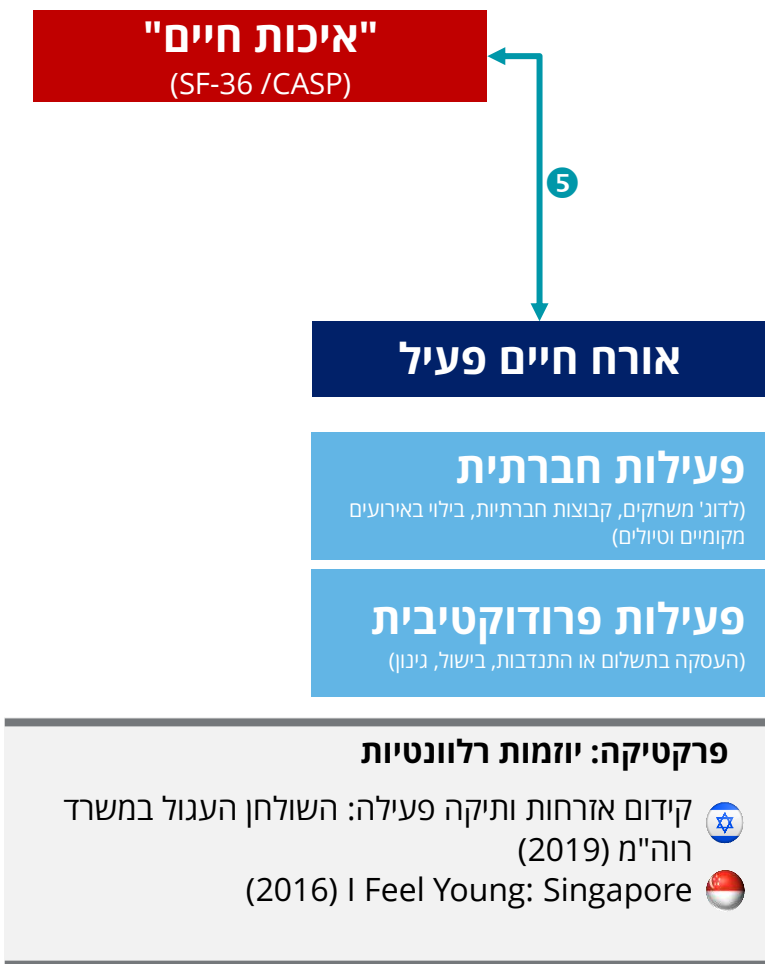 "איכות חיים"
(SF-36 /CASP)
5
אורח חיים פעיל
פעילות חברתית
(לדוג' משחקים, קבוצות חברתיות, בילוי באירועים
מקומיים וטיולים)
פעילות פרודוקטיבית
(העסקה בתשלום או התנדבות, בישול, גינון)
פרקטיקה: יוזמות רלוונטיות
קידום אזרחות ותיקה פעילה: השולחן העגול במשרד
רוה"מ (2019)
I Feel Young: Singapore (2016)